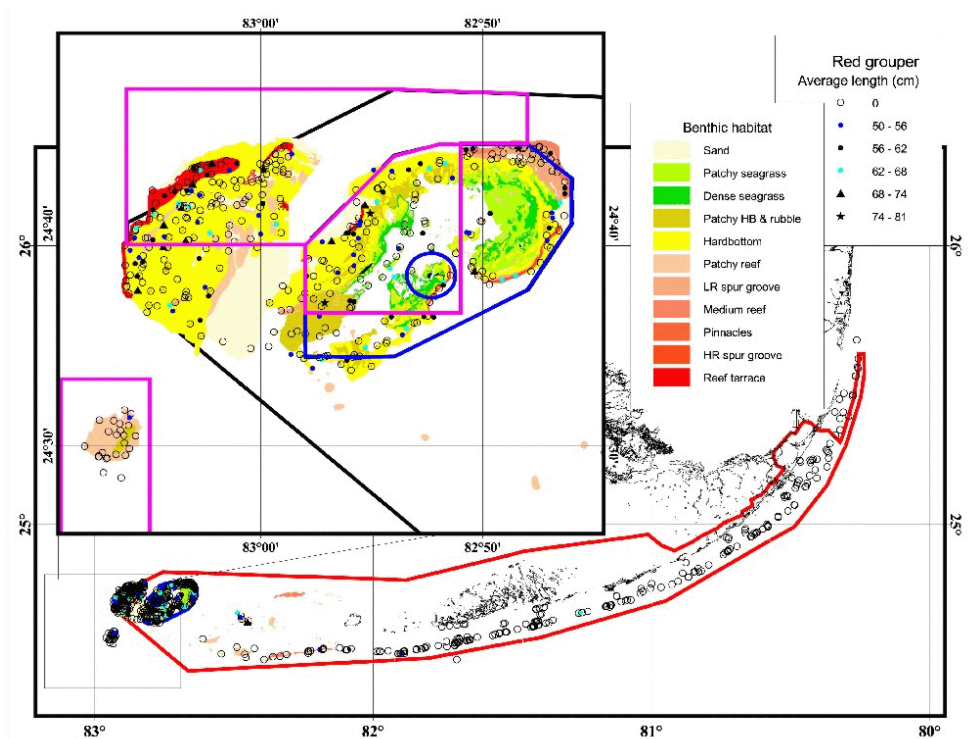 83°00' 82°50'
Red grouper
Average length (cm)
0
50 - 56
56 - 62
62 - 68
68 - 74
74 - 81
Benthic habitat
Sand
Patchy seagrass
Dense seagrass
Patchy HB & rubble
Hardbottom
Patchy reef
LR spur groove
Medium reef
Pinnacles
HR spur groove
Reef terrace
24°40' 24°40'
26° 26°
24°30' 30'
25° 25°
83°00' 82°50'
83° 82° 81° 80°